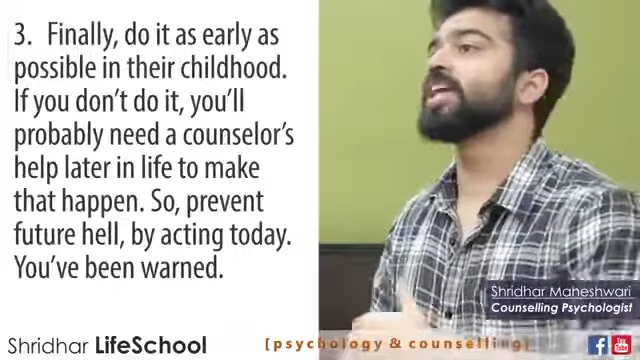 3. Finally, do it as early as
possible in their childhood.
If you don't do it, you'll
probably need a counselor's
help later in life to make
that happen. So, prevent
future hell, by acting today.
You've been warned.
Shridhar Maheshwari
Counselling Psychologist
Shridhar LifeSchool
[psychology & counselling]
f
You
Tube